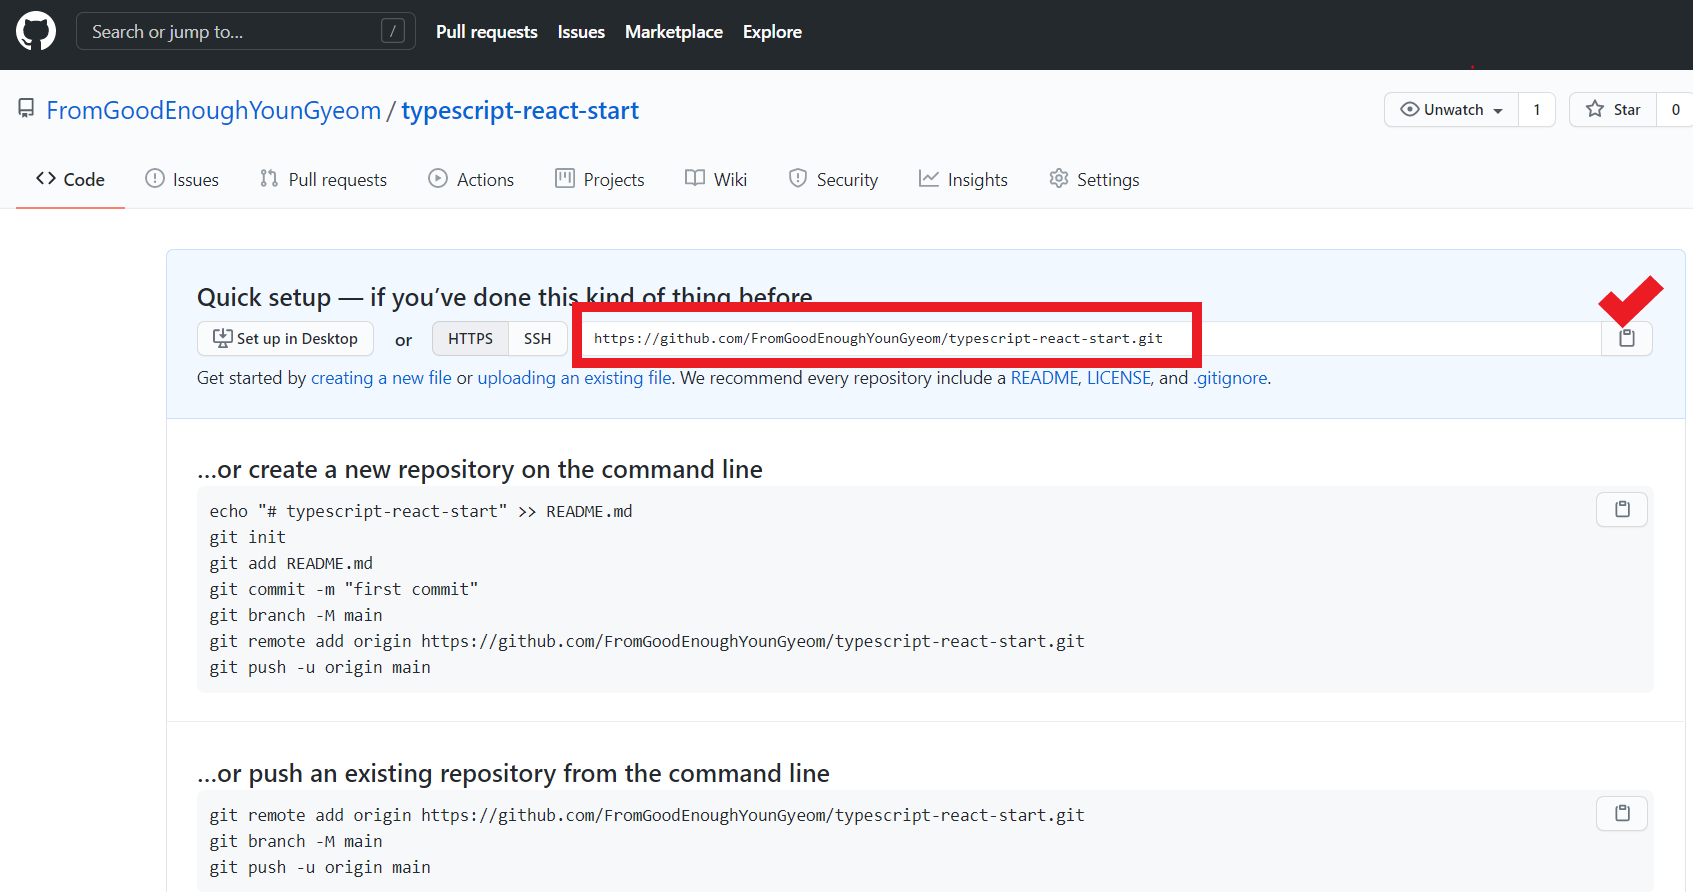 Search or jump to... / Pull requests Issues Marketplace Explore
FromGoodEnoughYounGyeom / typescript-react-start Unwatch 1 Star 0
Code Issues Pull requests Actions Projects Wiki Security Insights Settings
Quick setup — if you’ve done this kind of thing before
Set up in Desktop or HTTPS SSH https://github.com/FromGoodEnoughYounGyeom/typescript-react-start.git
Get started by creating a new file or uploading an existing file. We recommend every repository include a README, LICENSE, and .gitignore.
…or create a new repository on the command line
echo "# typescript-react-start" >> README.md
git init
git add README.md
git commit -m "first commit"
git branch -M main
git remote add origin https://github.com/FromGoodEnoughYounGyeom/typescript-react-start.git
git push -u origin main
…or push an existing repository from the command line
git remote add origin https://github.com/FromGoodEnoughYounGyeom/typescript-react-start.git
git branch -M main
git push -u origin main